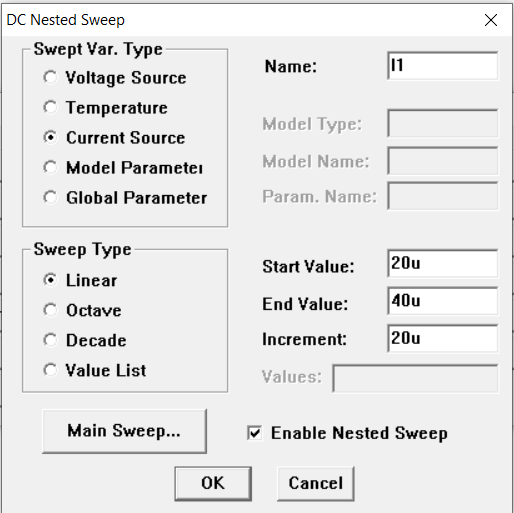 DC Nested Sweep
Swept Var. Type
Voltage Source
Temperature
Current Source
Model Parameter
Global Parameter
Name: I1
Model Type:
Model Name:
Param. Name:
Sweep Type
Linear
Octave
Decade
Value List
Start Value: 20u
End Value: 40u
Increment: 20u
Values:
Main Sweep...
Enable Nested Sweep
OK
Cancel